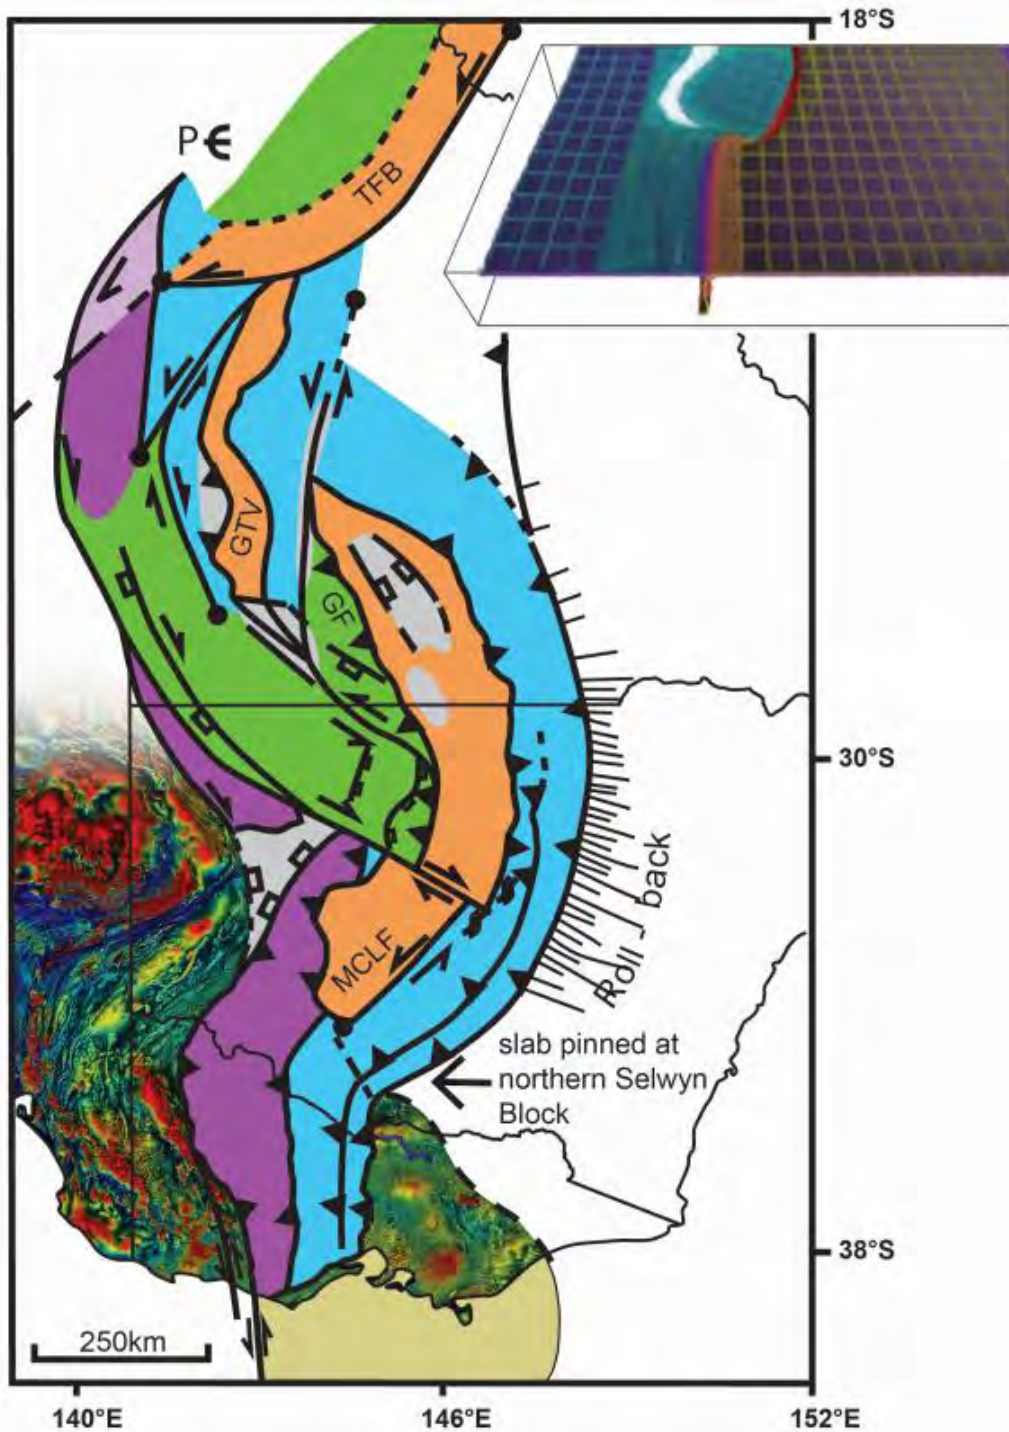 18°S
PЄ
TFB
GTV
GF
30°S
Roll - back
MCLF
slab pinned at
northern Selwyn
Block
38°S
250km
140°E
146°E
152°E